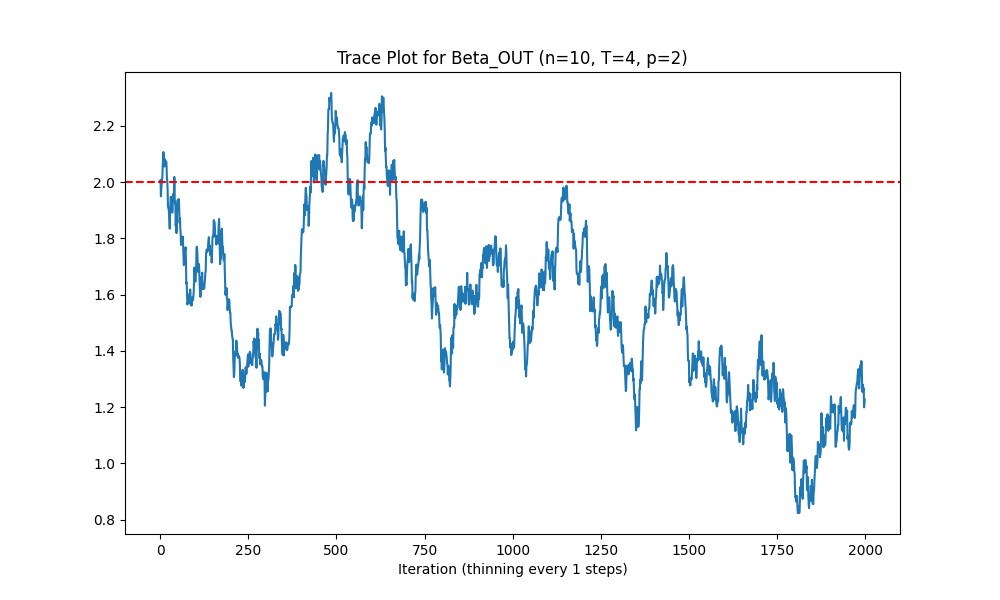 Trace Plot for Beta_OUT (n=10, T=4, p=2)
2.2
2.0
1.8
1.6
1.4
1.2
1.0
0.8
0 250 500 750 1000 1250 1500 1750 2000
Iteration (thinning every 1 steps)